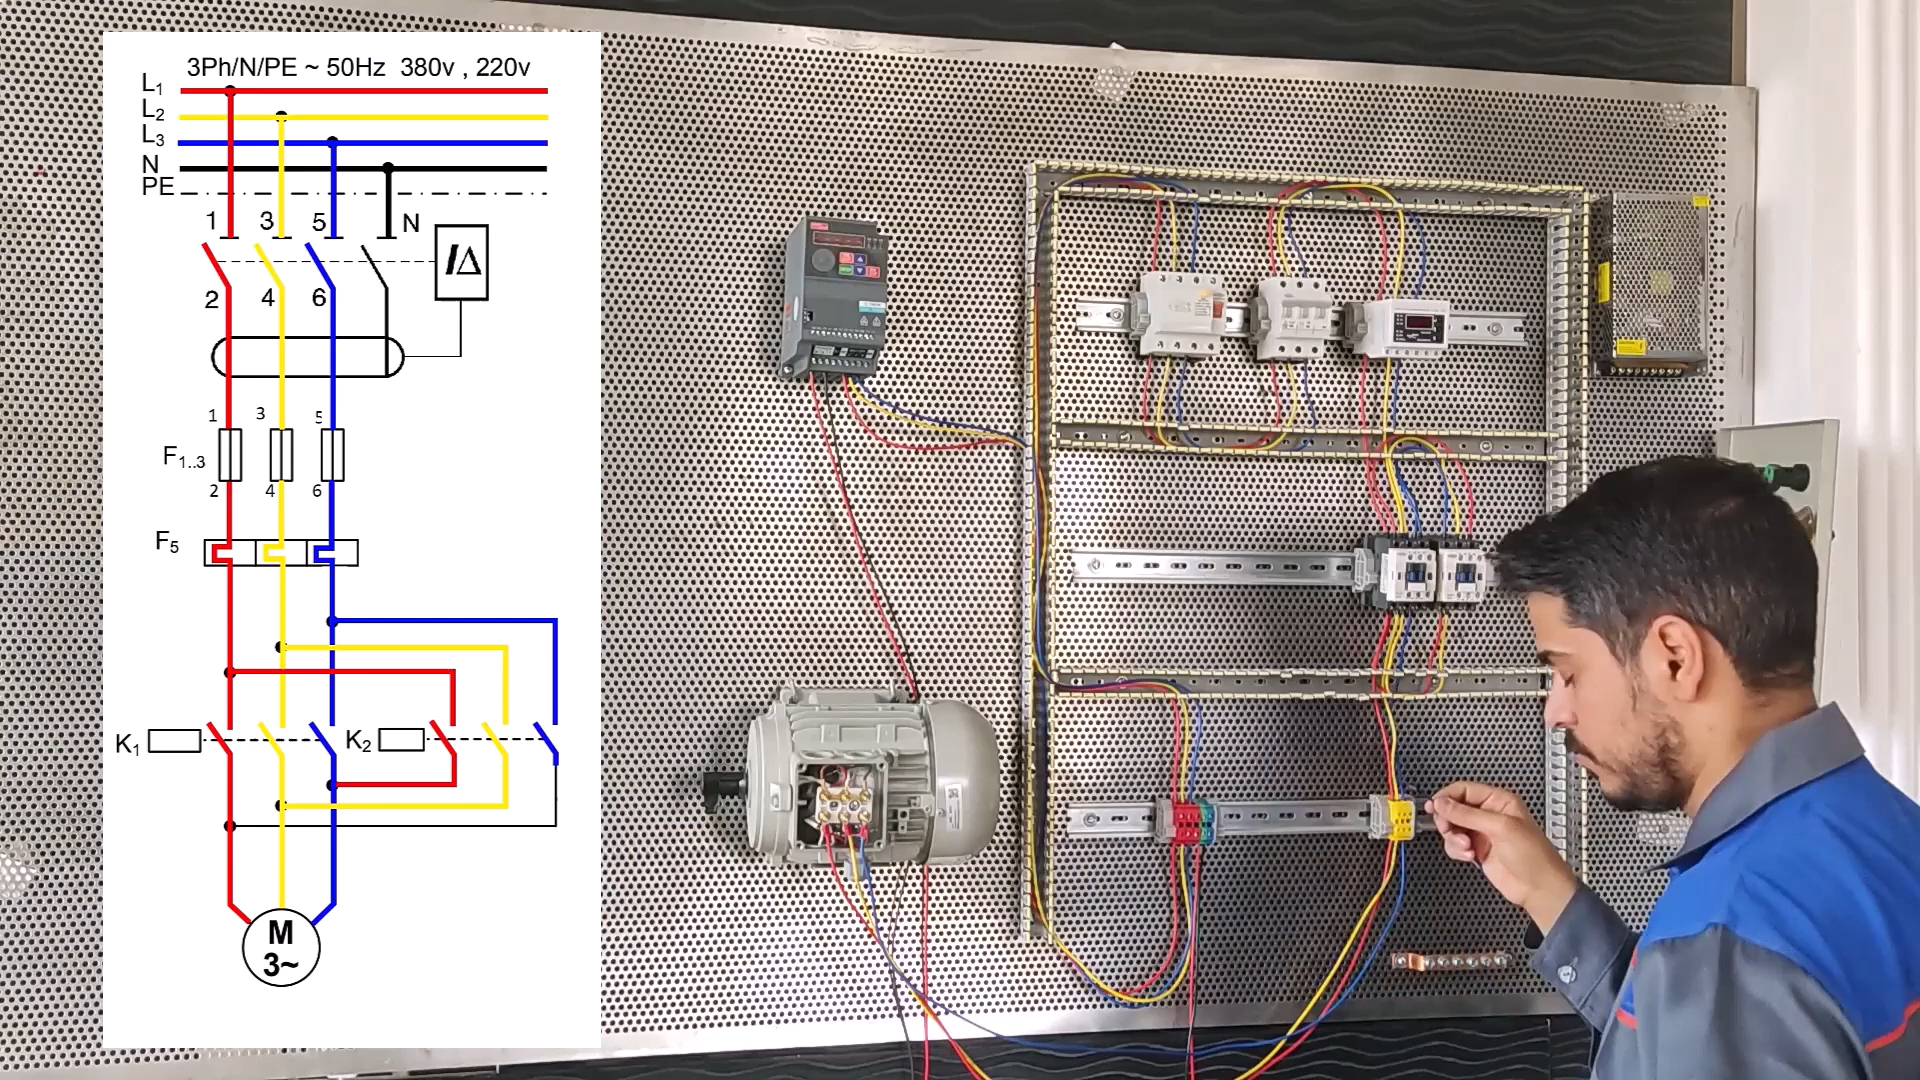 3Ph/N/PE ~ 50Hz 380v , 220v
L1
L2
L3
N
PE
1 3 5 N
I∆
2 4 6
1 3 5
F1..3
2 4 6
F5
K1 K2
M
3~